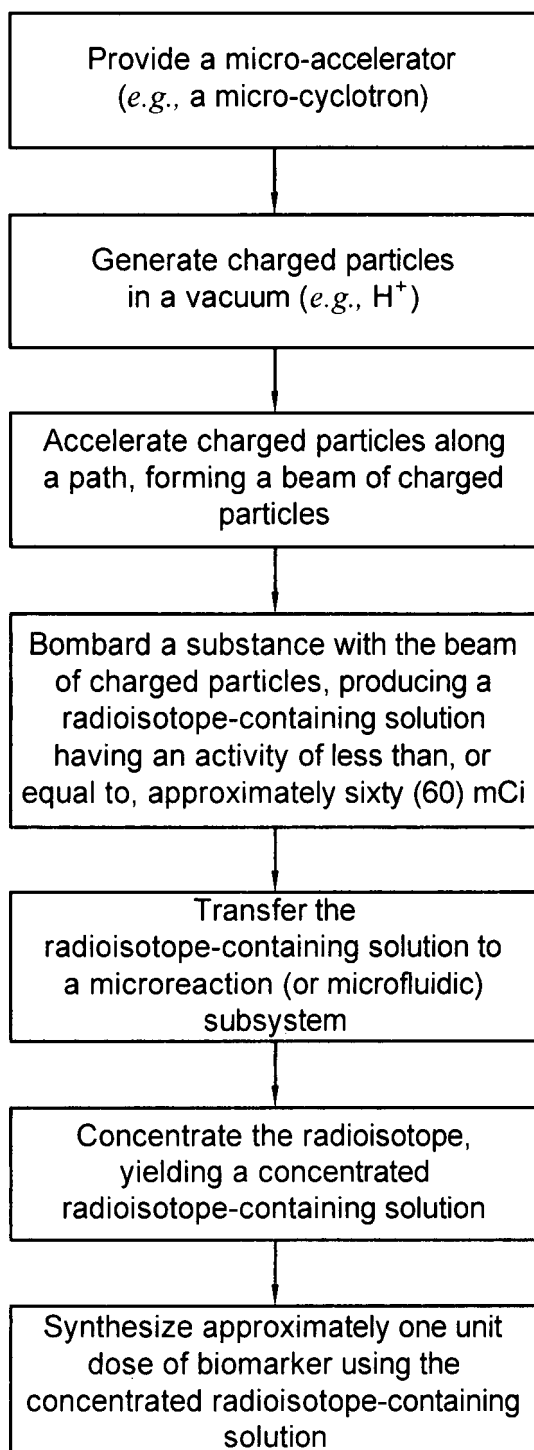 Provide a micro-accelerator
(e.g., a micro-cyclotron)
Generate charged particles
in a vacuum (e.g., H⁺)
Accelerate charged particles along
a path, forming a beam of charged
particles
Bombard a substance with the beam
of charged particles, producing a
radioisotope-containing solution
having an activity of less than, or
equal to, approximately sixty (60) mCi
Transfer the
radioisotope-containing solution to
a microreaction (or microfluidic)
subsystem
Concentrate the radioisotope,
yielding a concentrated
radioisotope-containing solution
Synthesize approximately one unit
dose of biomarker using the
concentrated radioisotope-containing
solution